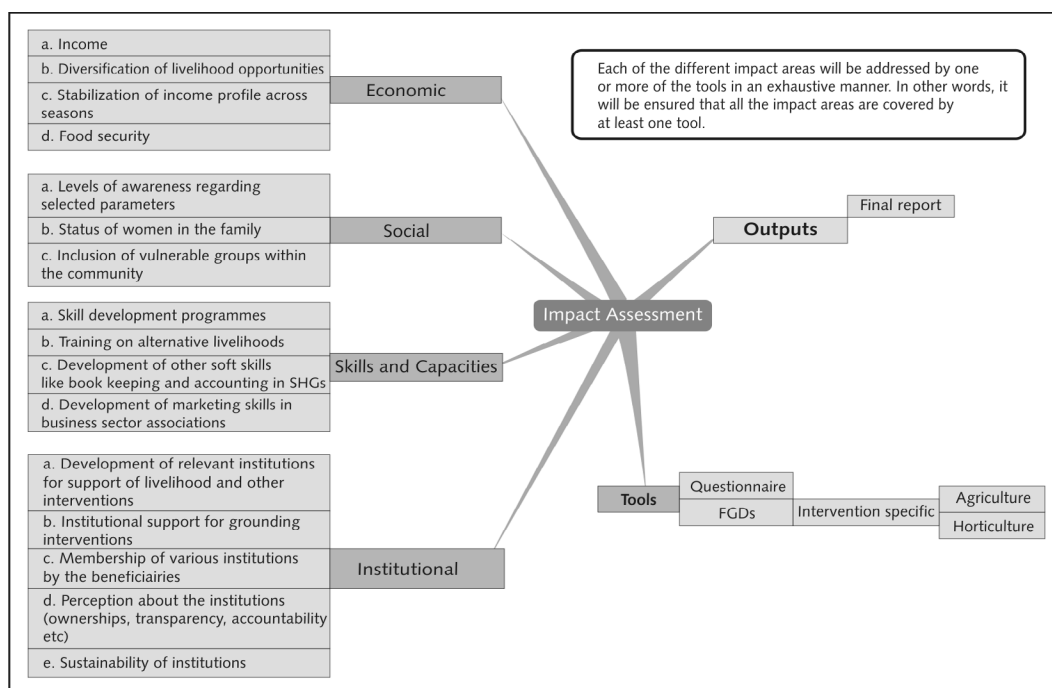 a. Income
b. Diversification of livelihood opportunities
c. Stabilization of income profile across
seasons
d. Food security
Economic
Each of the different impact areas will be addressed by one
or more of the tools in an exhaustive manner. In other words, it
will be ensured that all the impact areas are covered by
at least one tool.
a. Levels of awareness regarding
selected parameters
b. Status of women in the family
c. Inclusion of vulnerable groups within
the community
Social
Outputs
Final report
Impact Assessment
a. Skill development programmes
b. Training on alternative livelihoods
c. Development of other soft skills
like book keeping and accounting in SHGs
d. Development of marketing skills in
business sector associations
Skills and Capacities
a. Development of relevant institutions
for support of livelihood and other
interventions
b. Institutional support for grounding
interventions
c. Membership of various institutions
by the beneficiairies
d. Perception about the institutions
(ownerships, transparency, accountability
etc)
e. Sustainability of institutions
Institutional
Tools
Questionnaire
FGDs
Intervention specific
Agriculture
Horticulture